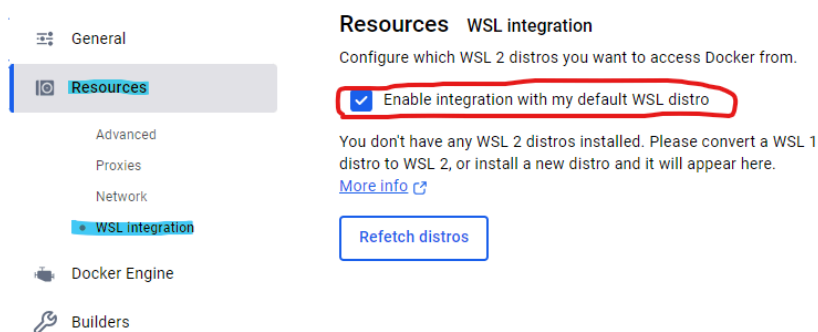 General
Resources
Advanced
Proxies
Network
WSL integration
Docker Engine
Builders
Resources WSL integration
Configure which WSL 2 distros you want to access Docker from.
Enable integration with my default WSL distro
You don't have any WSL 2 distros installed. Please convert a WSL 1
distro to WSL 2, or install a new distro and it will appear here.
More info
Refetch distros